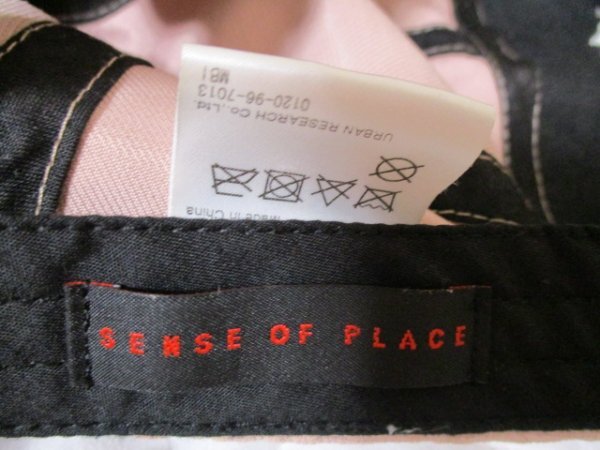 Made in China
URBAN RESEARCH Co., Ltd.
0120-96-7013
MB1
SENSE OF PLACE